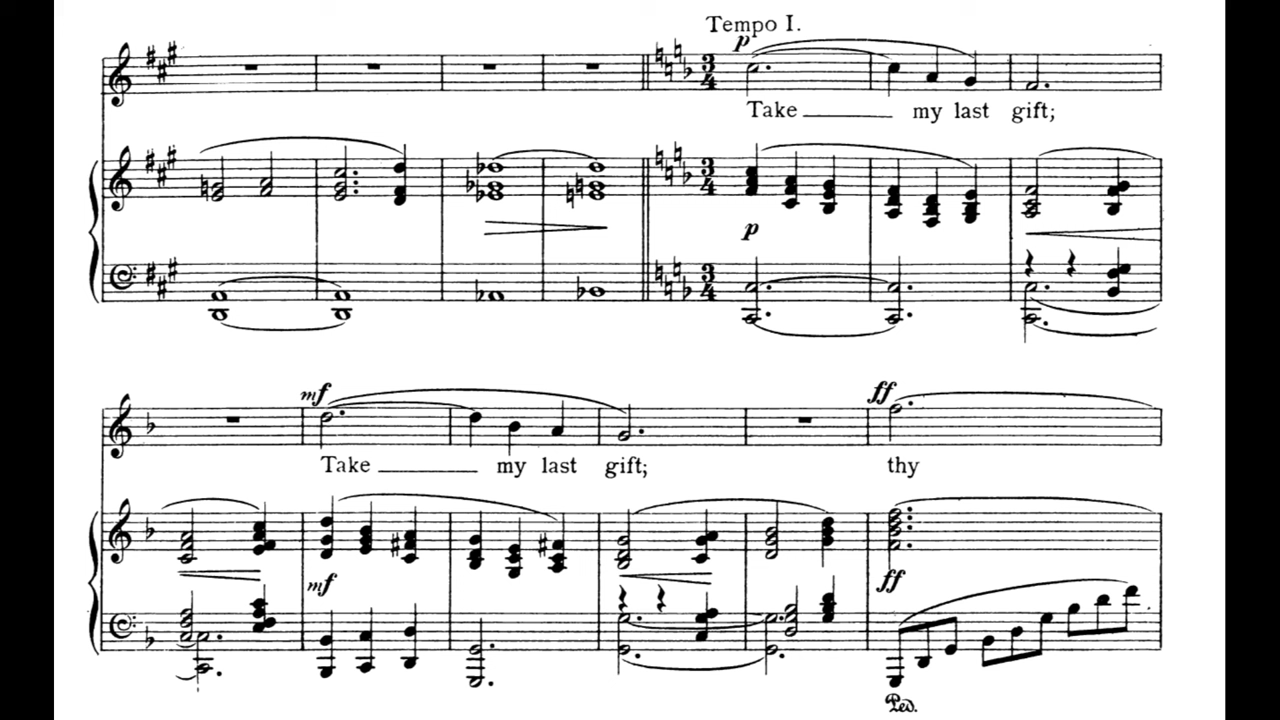 Tempo I.
p
Take my last gift;
p
mf
Take my last gift; thy
mf
ff
ff
Ped.